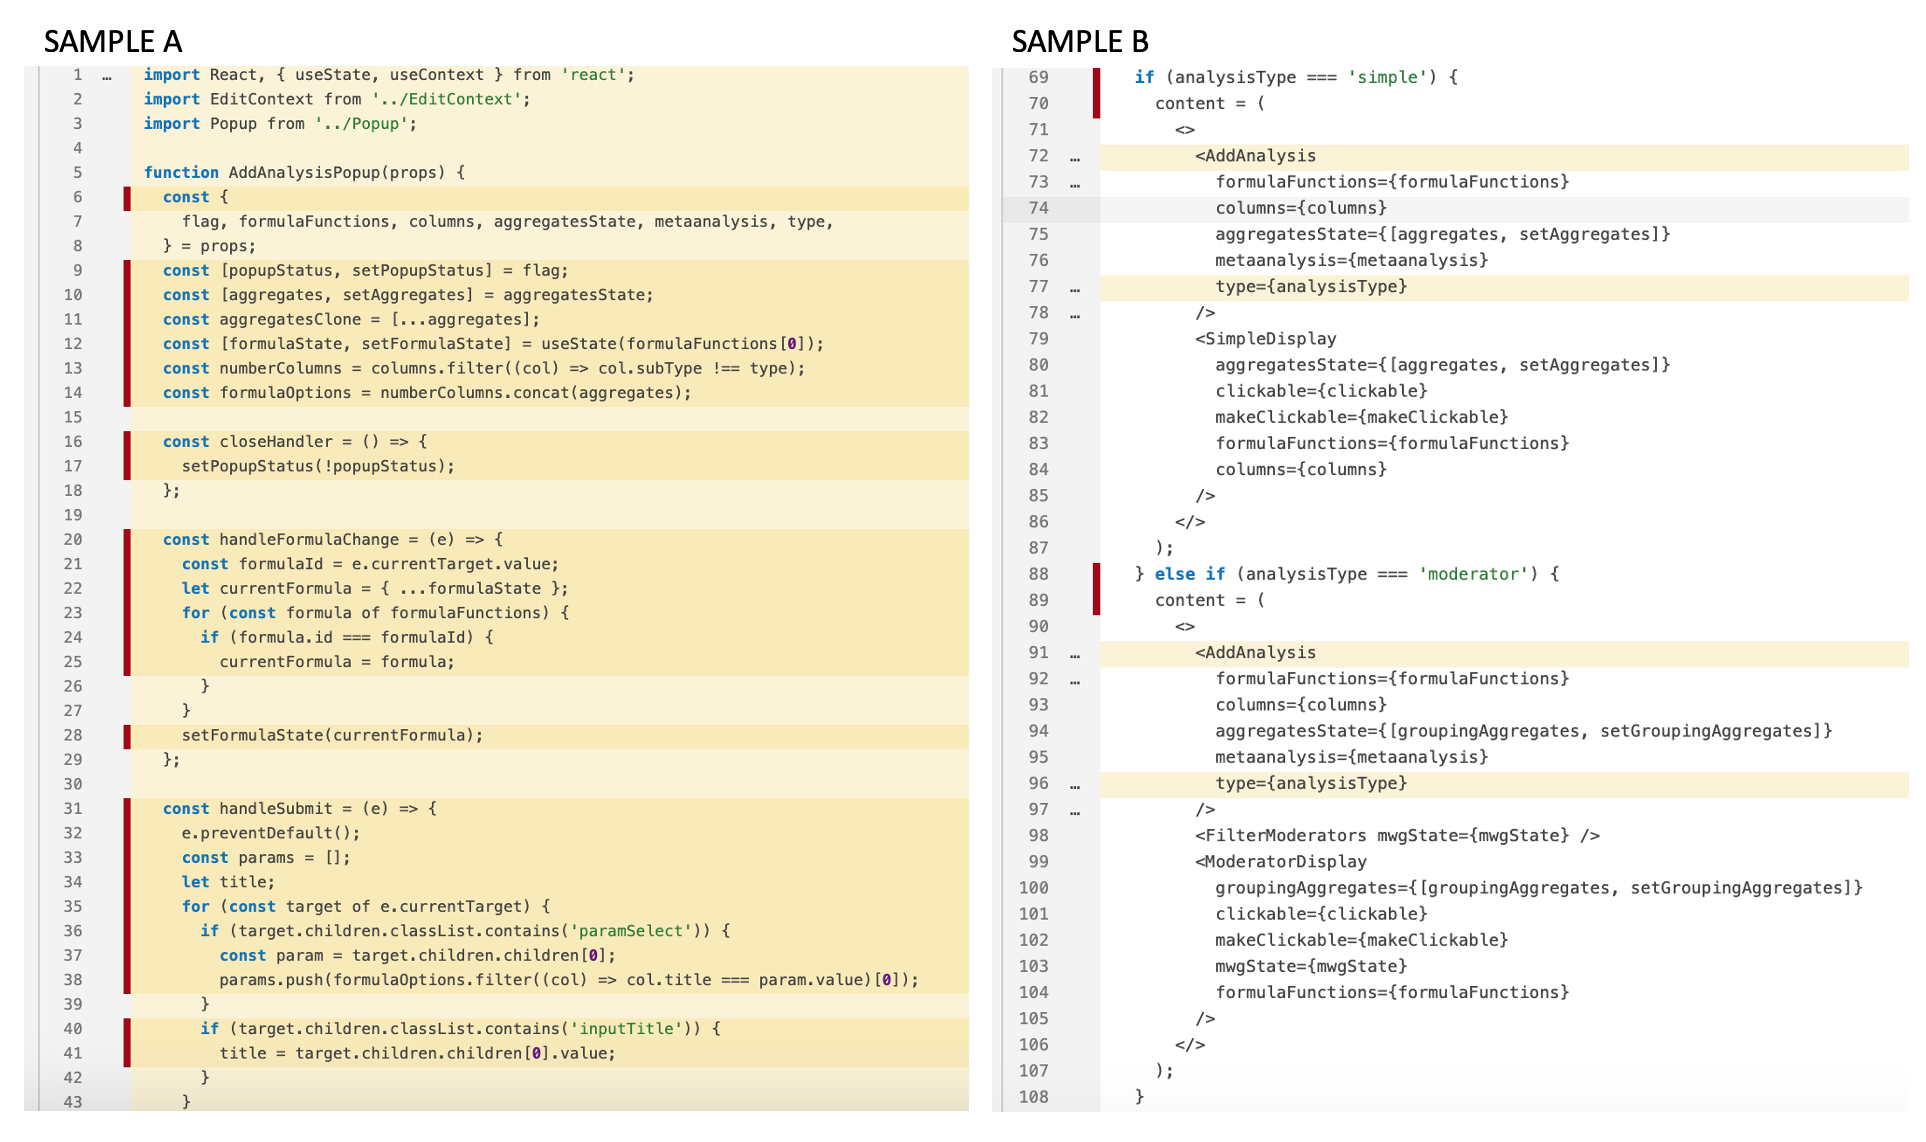 SAMPLE A
1 … import React, { useState, useContext } from 'react';
2 import EditContext from '../EditContext';
3 import Popup from '../Popup';
4
5 function AddAnalysisPopup(props) {
6 const {
7 flag, formulaFunctions, columns, aggregatesState, metaanalysis, type,
8 } = props;
9 const [popupStatus, setPopupStatus] = flag;
10 const [aggregates, setAggregates] = aggregatesState;
11 const aggregatesClone = [...aggregates];
12 const [formulaState, setFormulaState] = useState(formulaFunctions[0]);
13 const numberColumns = columns.filter((col) => col.subType !== type);
14 const formulaOptions = numberColumns.concat(aggregates);
15
16 const closeHandler = () => {
17 setPopupStatus(!popupStatus);
18 };
19
20 const handleFormulaChange = (e) => {
21 const formulaId = e.currentTarget.value;
22 let currentFormula = { ...formulaState };
23 for (const formula of formulaFunctions) {
24 if (formula.id === formulaId) {
25 currentFormula = formula;
26 }
27 }
28 setFormulaState(currentFormula);
29 };
30
31 const handleSubmit = (e) => {
32 e.preventDefault();
33 const params = [];
34 let title;
35 for (const target of e.currentTarget) {
36 if (target.children.classList.contains('paramSelect')) {
37 const param = target.children.children[0];
38 params.push(formulaOptions.filter((col) => col.title === param.value)[0]);
39 }
40 if (target.children.classList.contains('inputTitle')) {
41 title = target.children.children[0].value;
42 }
43 }
SAMPLE B
69 if (analysisType === 'simple') {
70 content = (
71 <>
72 … <AddAnalysis
73 … formulaFunctions={formulaFunctions}
74 columns={columns}
75 aggregatesState={[aggregates, setAggregates]}
76 metaanalysis={metaanalysis}
77 … type={analysisType}
78 … />
79 <SimpleDisplay
80 aggregatesState={[aggregates, setAggregates]}
81 clickable={clickable}
82 makeClickable={makeClickable}
83 formulaFunctions={formulaFunctions}
84 columns={columns}
85 />
86 </>
87 );
88 } else if (analysisType === 'moderator') {
89 content = (
90 <>
91 … <AddAnalysis
92 … formulaFunctions={formulaFunctions}
93 columns={columns}
94 aggregatesState={[groupingAggregates, setGroupingAggregates]}
95 metaanalysis={metaanalysis}
96 … type={analysisType}
97 … />
98 <FilterModerators mwgState={mwgState} />
99 <ModeratorDisplay
100 groupingAggregates={[groupingAggregates, setGroupingAggregates]}
101 clickable={clickable}
102 makeClickable={makeClickable}
103 mwgState={mwgState}
104 formulaFunctions={formulaFunctions}
105 />
106 </>
107 );
108 }